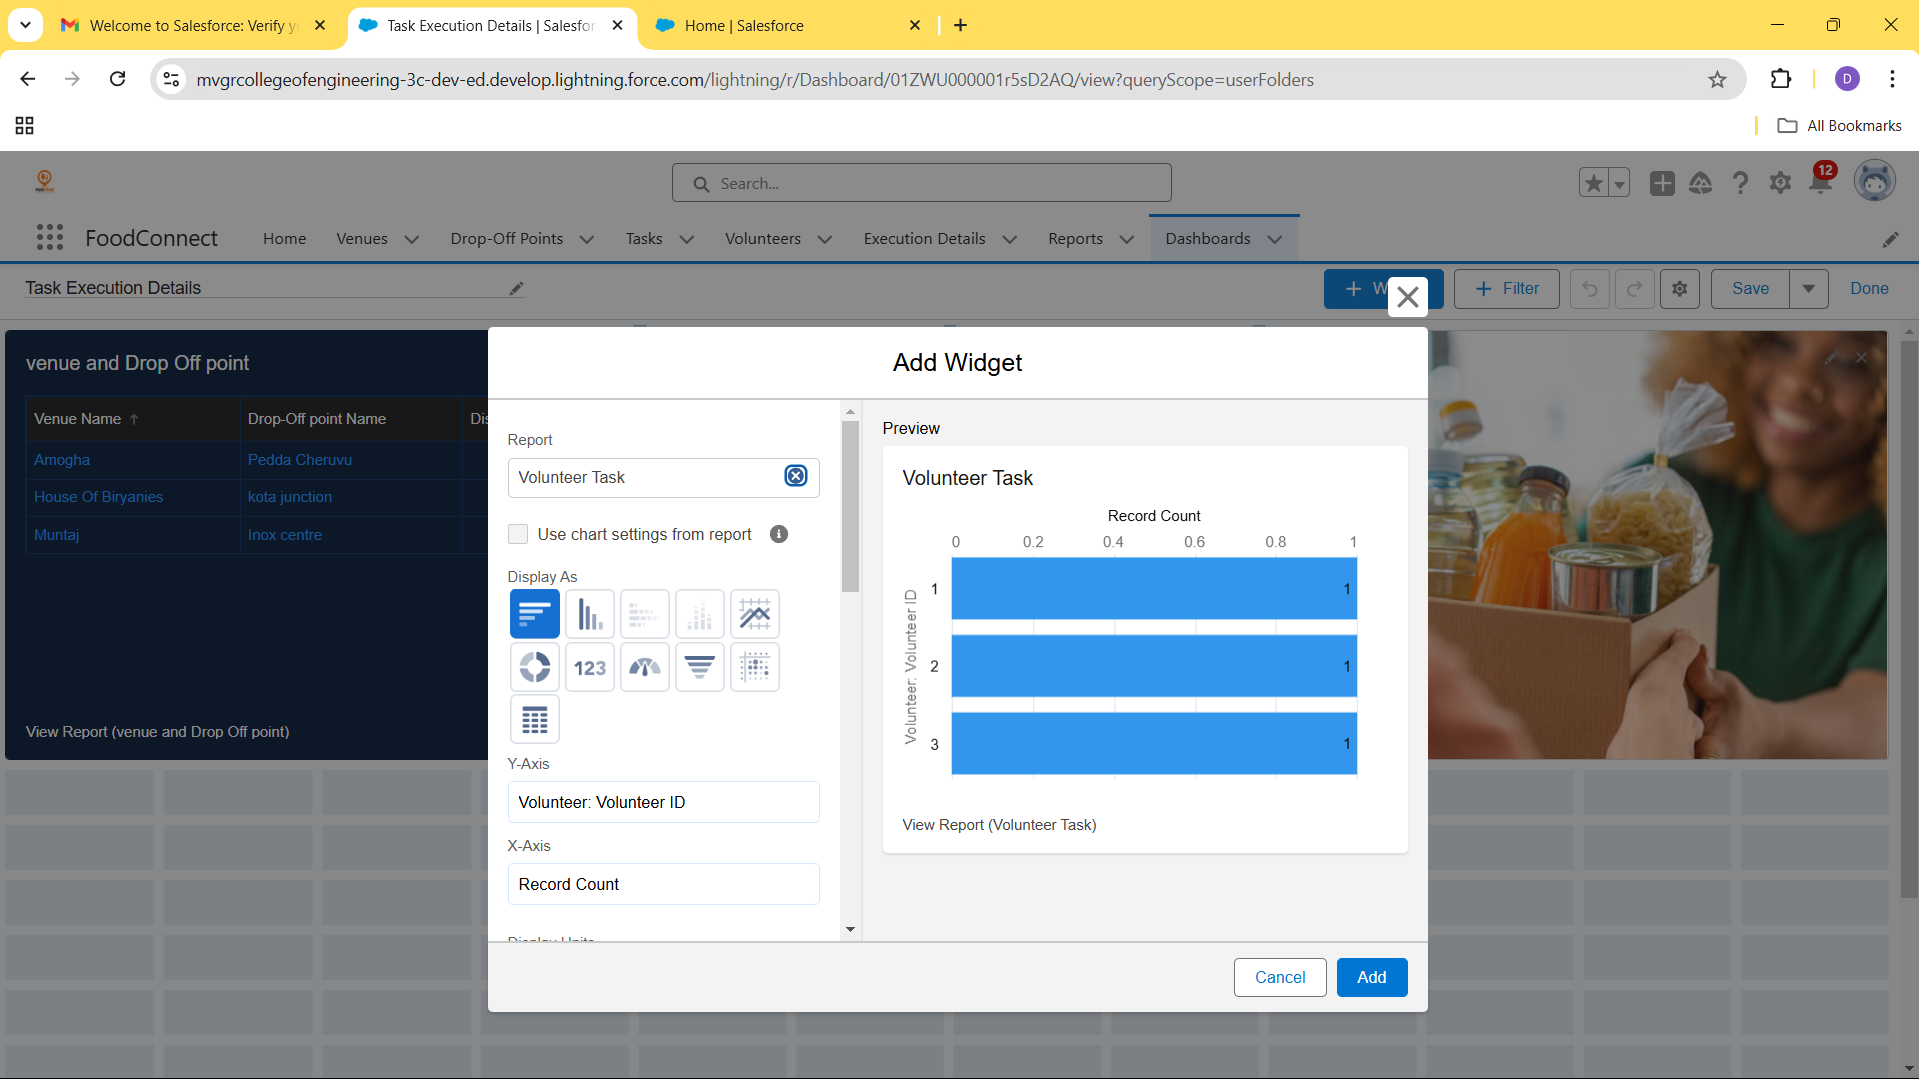 Welcome to Salesforce: Verify y
Task Execution Details | Salesfor
Home | Salesforce
mvgrcollegeofengineering-3c-dev-ed.develop.lightning.force.com/lightning/r/Dashboard/01ZWU000001r5sD2AQ/view?queryScope=userFolders
D
All Bookmarks
Search...
12
FoodConnect
Home
Venues
Drop-Off Points
Tasks
Volunteers
Execution Details
Reports
Dashboards
Task Execution Details
+ W
+ Filter
Save
Done
venue and Drop Off point
Venue Name ↑
Drop-Off point Name
Dis
Amogha
Pedda Cheruvu
House Of Biryanies
kota junction
Muntaj
Inox centre
View Report (venue and Drop Off point)
Add Widget
Report
Volunteer Task
Use chart settings from report
Display As
123
Y-Axis
Volunteer: Volunteer ID
X-Axis
Record Count
Display Units
Preview
Volunteer Task
Record Count
0 0.2 0.4 0.6 0.8 1
Volunteer: Volunteer ID
1 1
2 1
3 1
View Report (Volunteer Task)
Cancel
Add